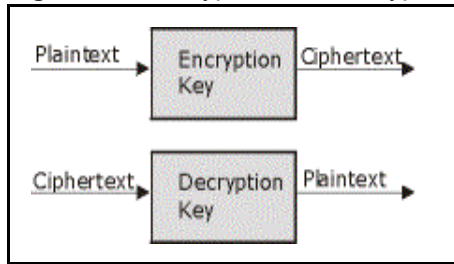 Plaintext
Encryption
Key
Ciphertext
Ciphertext
Decryption
Key
Plaintext